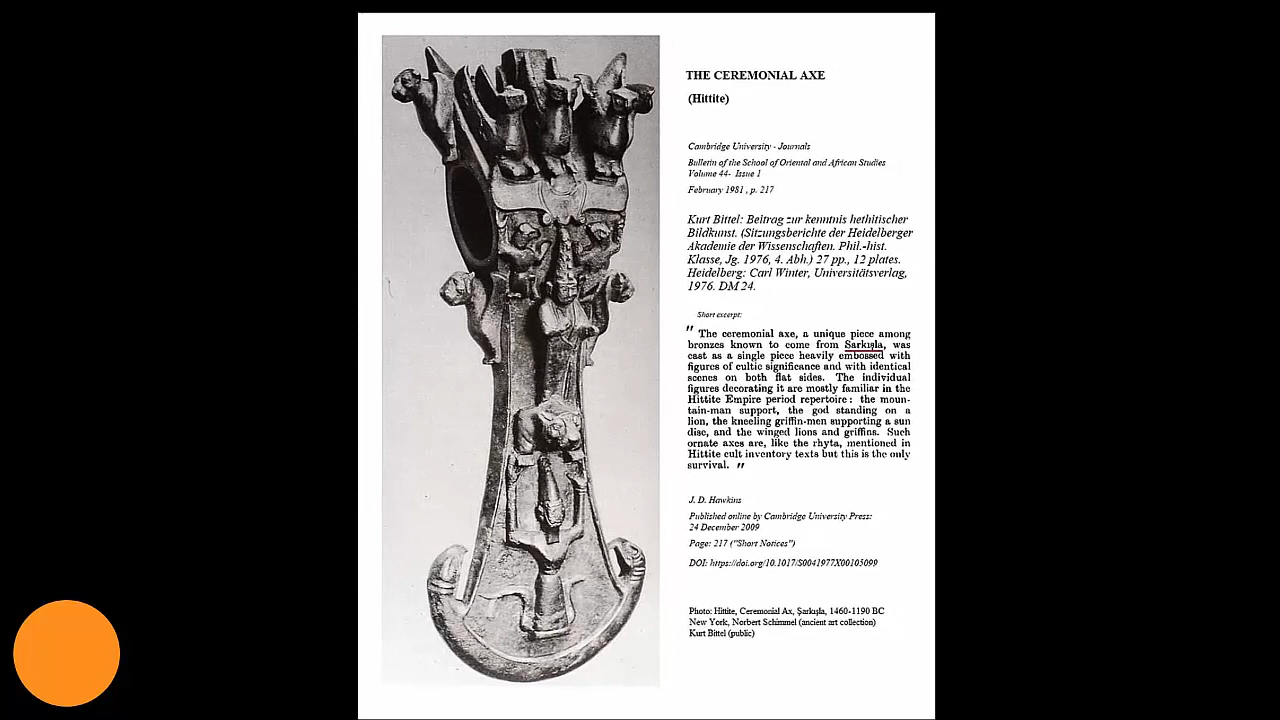 THE CEREMONIAL AXE
(Hittite)
Cambridge University - Journals
Bulletin of the School of Oriental and African Studies
Volume 44- Issue 1
February 1981 , p. 217
Kurt Bittel: Beitrag zur kenntnis hethitischer
Bildkunst. (Sitzungsberichte der Heidelberger
Akademie der Wissenschaften. Phil.-hist.
Klasse, Jg. 1976, 4. Abh.) 27 pp., 12 plates.
Heidelberg: Carl Winter, Universitätsverlag,
1976. DM 24.
Short excerpt:
" The ceremonial axe, a unique piece among
bronzes known to come from Şarkışla, was
cast as a single piece heavily embossed with
figures of cultic significance and with identical
scenes on both flat sides. The individual
figures decorating it are mostly familiar in the
Hittite Empire period repertoire : the moun-
tain-man support, the god standing on a
lion, the kneeling griffin-men supporting a sun
disc, and the winged lions and griffins. Such
ornate axes are, like the rhyta, mentioned in
Hittite cult inventory texts but this is the only
survival. "
J. D. Hawkins
Published online by Cambridge University Press:
24 December 2009
Page: 217 ("Short Notices")
DOI: https://doi.org/10.1017/S0041977X00105099
Photo: Hittite, Ceremonial Ax, Şarkışla, 1460-1190 BC
New York, Norbert Schimmel (ancient art collection)
Kurt Bittel (public)